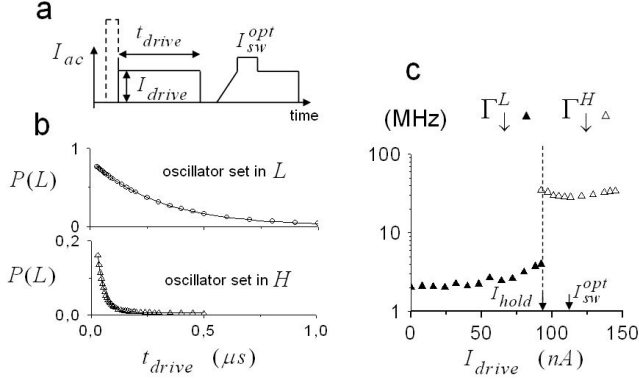 a
t_drive
I_ac
I_drive
I_sw^opt
time
b
1
P(L)
0
oscillator set in L
0,2
P(L)
0,0
oscillator set in H
0,0 0,5 1,0
t_drive (μs)
c
(MHz) Γ↓^L ▲ Γ↓^H △
100
10
1
I_hold I_sw^opt
0 50 100 150
I_drive (nA)